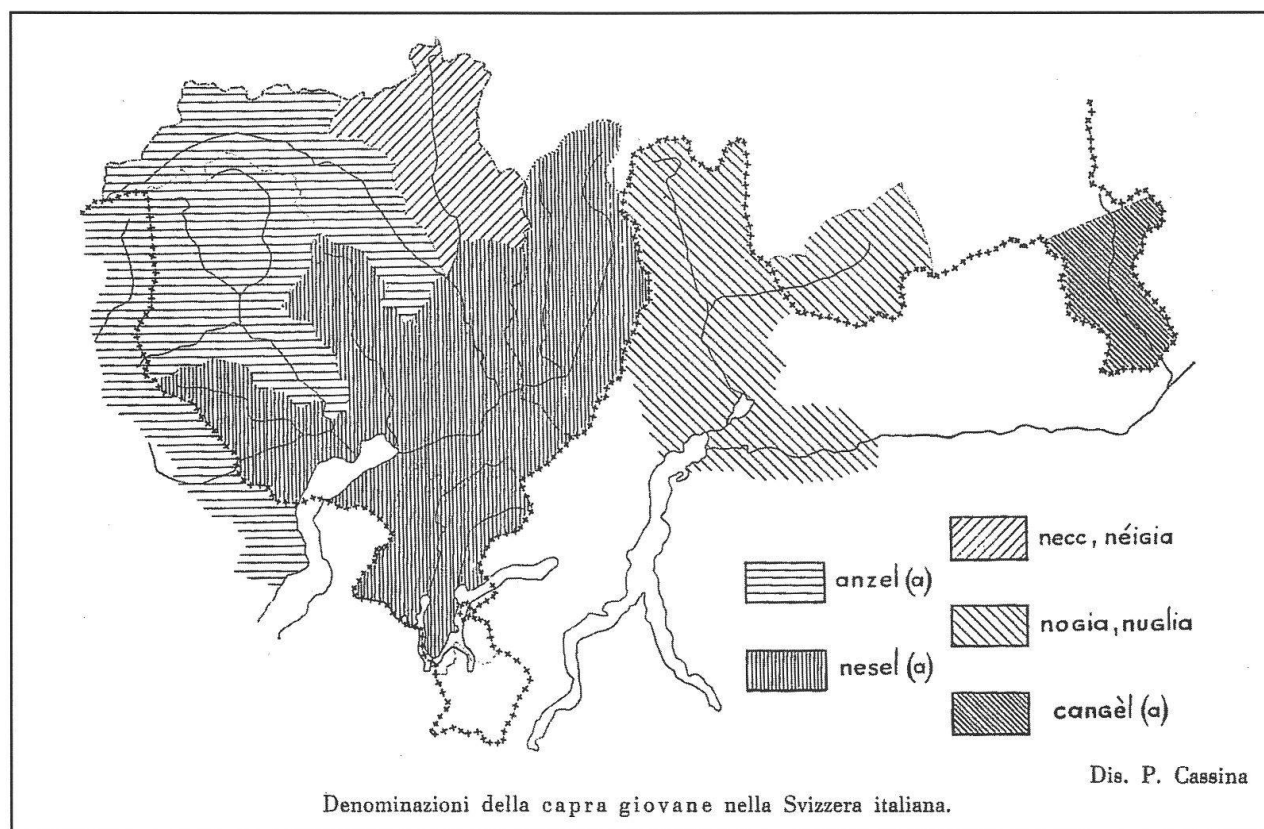 necc, néigia
anzel (a)
nogia, nuglia
nesel (a)
cangèl (a)
Dis. P. Cassina
Denominazioni della capra giovane nella Svizzera italiana.